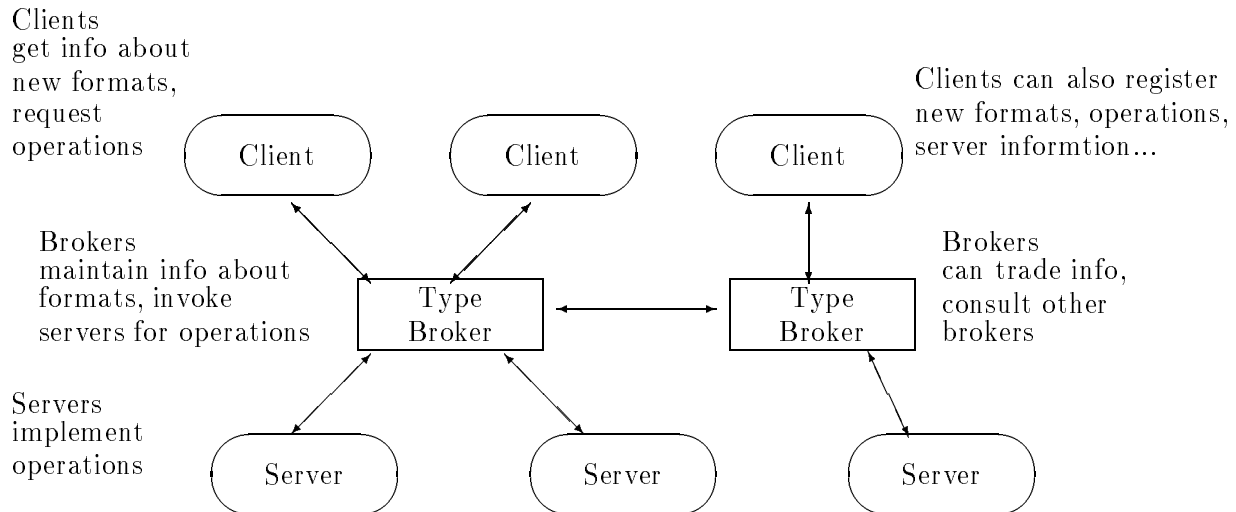 Clients
get info about
new formats,
request
operations
Clients can also register
new formats, operations,
server informtion...
Client
Client
Client
Brokers
maintain info about
formats, invoke
servers for operations
Type
Broker
Type
Broker
Brokers
can trade info,
consult other
brokers
Servers
implement
operations
Server
Server
Server